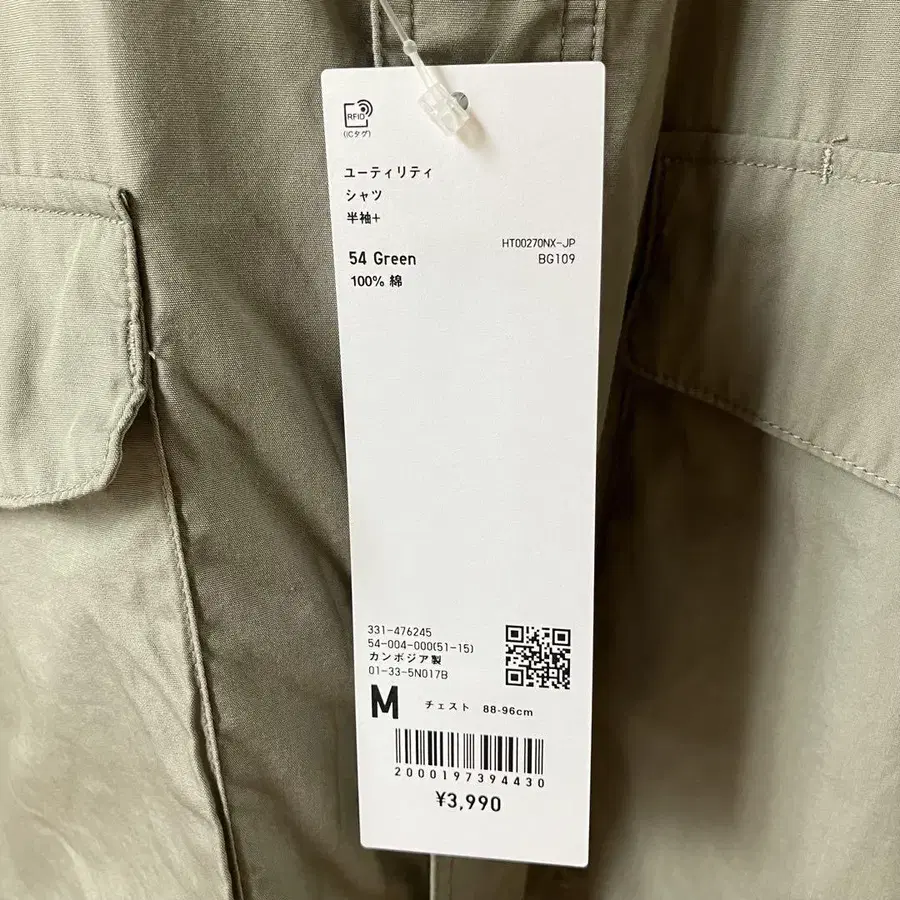 RFID
(ICタグ)
ユーティリティ
シャツ
半袖+
HT00270NX-JP
54 Green
BG109
100% 綿
331-476245
54-004-000(51-15)
カンボジア製
01-33-5N017B
M チェスト 88-96cm
2000197394430
¥3,990